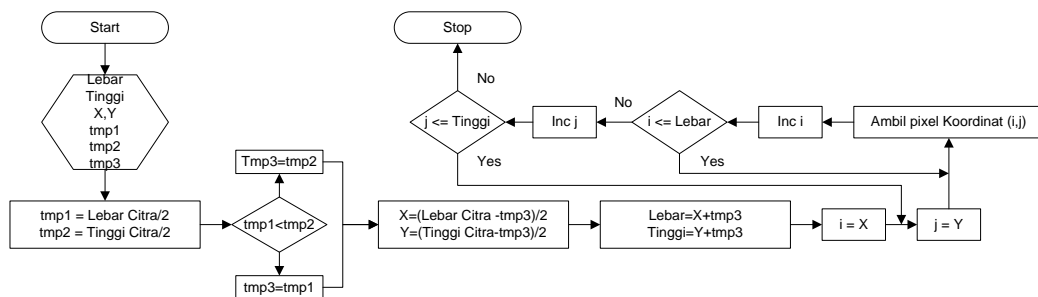 Start
Lebar
Tinggi
X,Y
tmp1
tmp2
tmp3
tmp1 = Lebar Citra/2
tmp2 = Tinggi Citra/2
Tmp3=tmp2
tmp1<tmp2
tmp3=tmp1
X=(Lebar Citra -tmp3)/2
Y=(Tinggi Citra-tmp3)/2
Lebar=X+tmp3
Tinggi=Y+tmp3
i = X
j = Y
Ambil pixel Koordinat (i,j)
Inc i
i <= Lebar
Yes
No
Inc j
j <= Tinggi
Yes
No
Stop